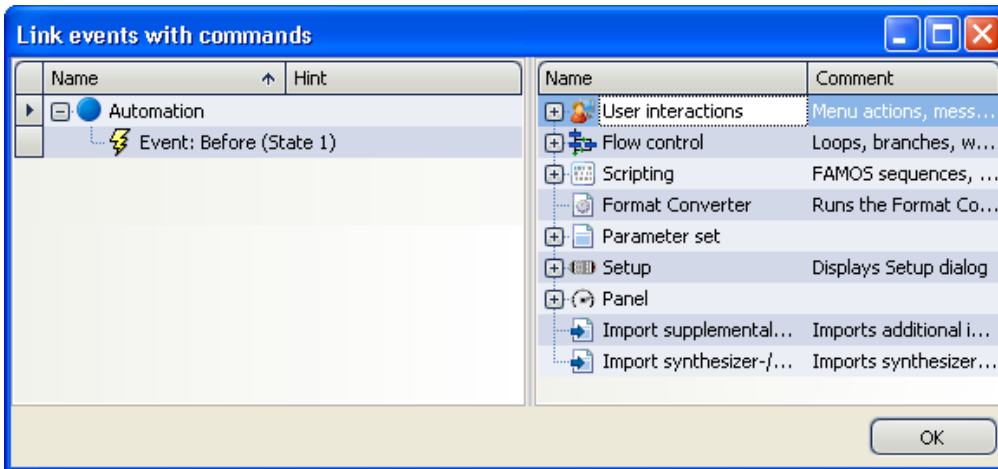 Link events with commands
Name Hint
Automation
Event: Before (State 1)
Name Comment
User interactions Menu actions, mess...
Flow control Loops, branches, w...
Scripting FAMOS sequences, ...
Format Converter Runs the Format Co...
Parameter set
Setup Displays Setup dialog
Panel
Import supplemental... Imports additional i...
Import synthesizer-/... Imports synthesizer...
OK